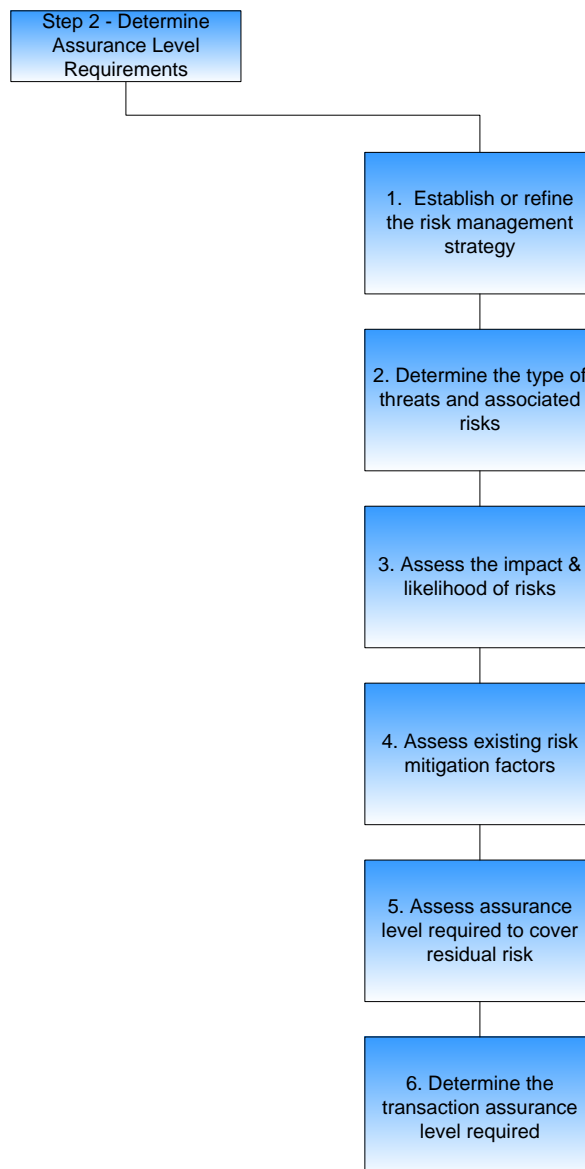 Step 2 - Determine
Assurance Level
Requirements
1.  Establish or refine
the risk management
strategy
2. Determine the type of
threats and associated
risks
3. Assess the impact &
likelihood of risks
4. Assess existing risk
mitigation factors
5. Assess assurance
level required to cover
residual risk
6. Determine the
transaction assurance
level required